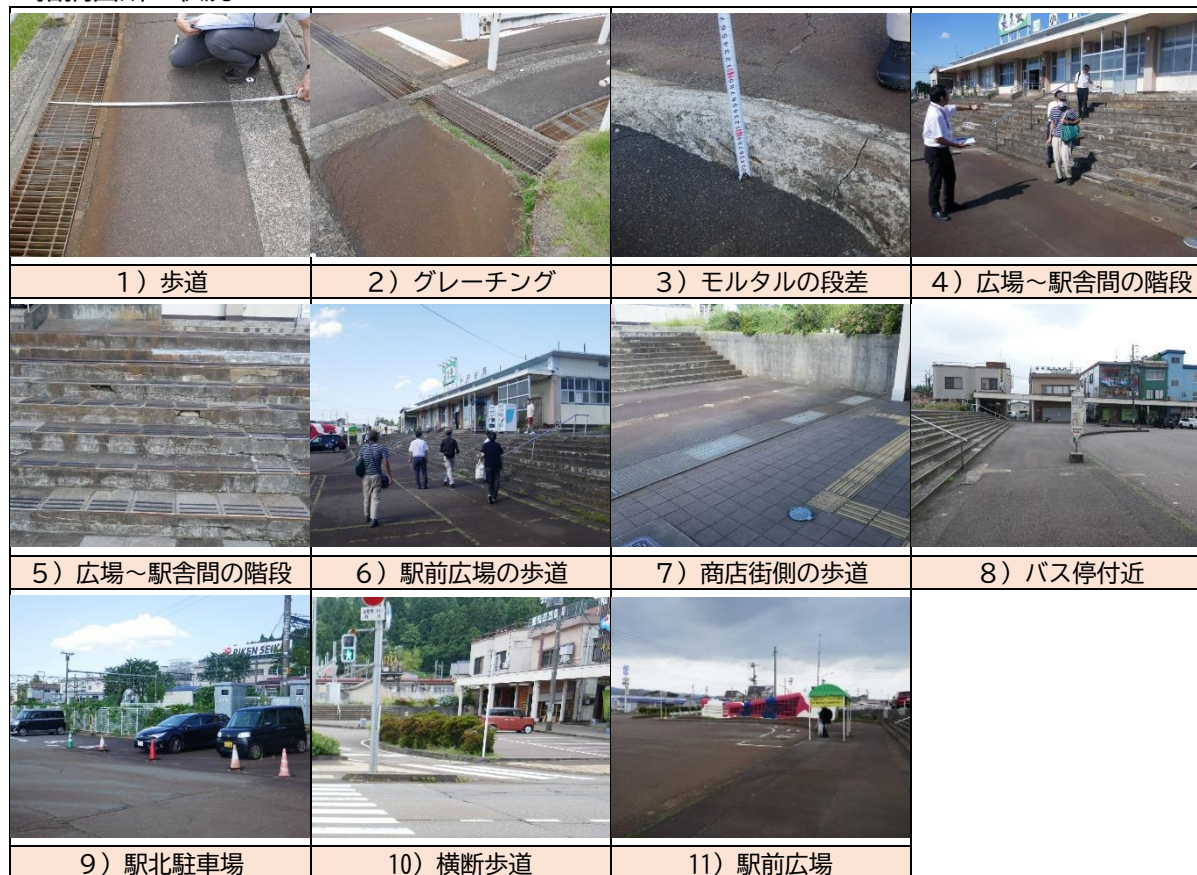 1）歩道
2）グレーチング
3）モルタルの段差
4）広場～駅舎間の階段
5）広場～駅舎間の階段
6）駅前広場の歩道
7）商店街側の歩道
8）バス停付近
RIKEN SEIKI
9）駅北駐車場
10）横断歩道
11）駅前広場